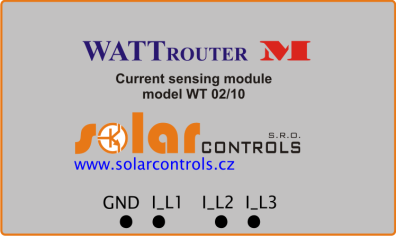 WATTROUTER M
Current sensing module
model WT 02/10
solar
S.R.O.
CONTROLS
www.solarcontrols.cz
GND I_L1 I_L2 I_L3